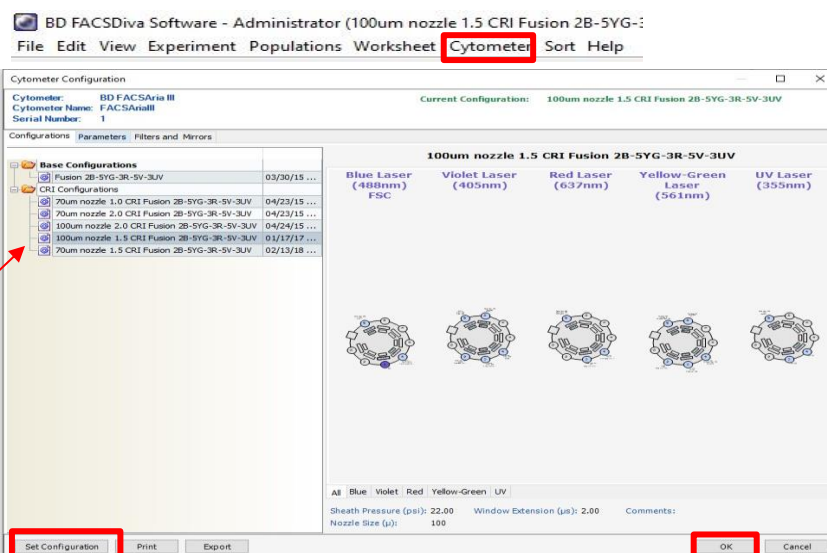 BD FACSDiva Software - Administrator (100um nozzle 1.5 CRI Fusion 2B-5YG-
File Edit View Experiment Populations Worksheet Cytometer Sort Help
Cytometer Configuration
Cytometer: BD FACSAria III
Cytometer Name: FACSAriaIII
Serial Number: 1
Current Configuration: 100um nozzle 1.5 CRI Fusion 2B-5YG-3R-5V-3UV
Configurations Parameters Filters and Mirrors
Base Configurations
Fusion 2B-5YG-3R-5V-3UV 03/30/15 ...
CRI Configurations
70um nozzle 1.0 CRI Fusion 2B-5YG-3R-5V-3UV 04/23/15 ...
70um nozzle 2.0 CRI Fusion 2B-5YG-3R-5V-3UV 04/23/15 ...
100um nozzle 2.0 CRI Fusion 2B-5YG-3R-5V-3UV 04/24/15 ...
100um nozzle 1.5 CRI Fusion 2B-5YG-3R-5V-3UV 01/17/17 ...
70um nozzle 1.5 CRI Fusion 2B-5YG-3R-5V-3UV 02/13/18 ...
100um nozzle 1.5 CRI Fusion 2B-5YG-3R-5V-3UV
Blue Laser (488nm) FSC
Violet Laser (405nm)
Red Laser (637nm)
Yellow-Green Laser (561nm)
UV Laser (355nm)
All Blue Violet Red Yellow-Green UV
Sheath Pressure (psi): 22.00 Window Extension (µs): 2.00 Comments:
Nozzle Size (µ): 100
Set Configuration Print Export OK Cancel